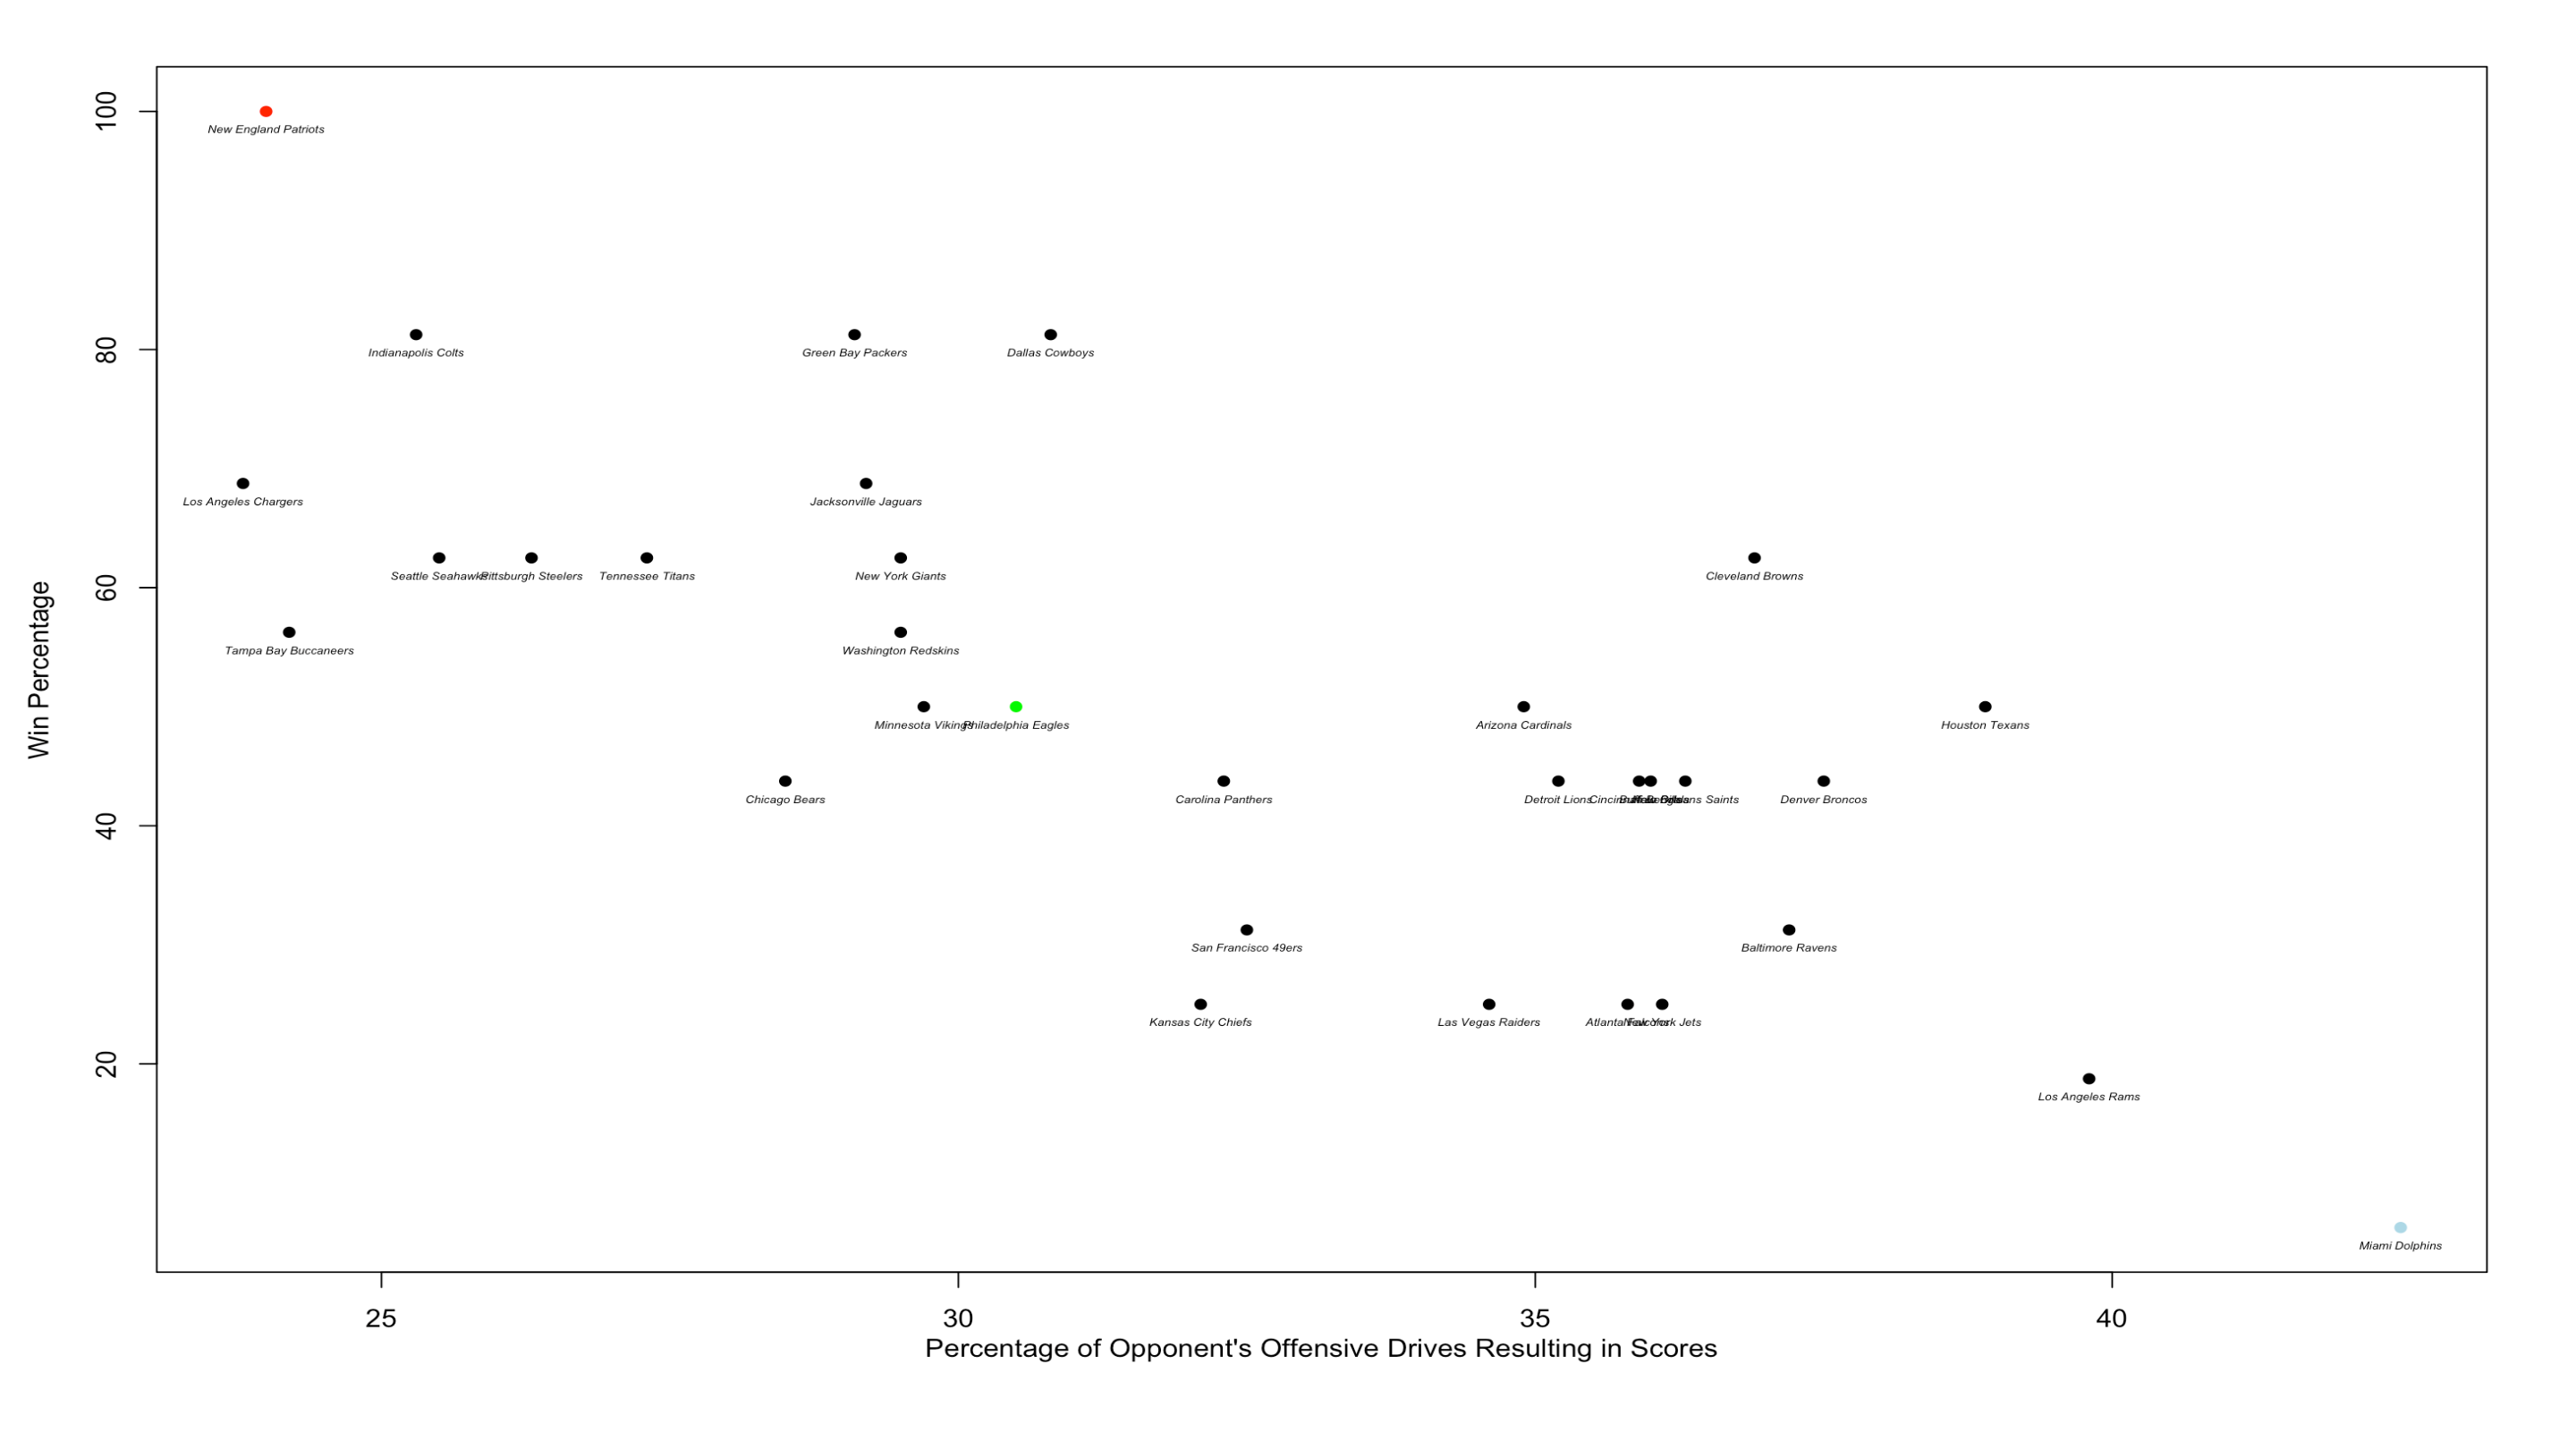 100
New England Patriots
80
Indianapolis Colts
Green Bay Packers
Dallas Cowboys
Los Angeles Chargers
Jacksonville Jaguars
60
Seattle Seahawks
Pittsburgh Steelers
Tennessee Titans
New York Giants
Cleveland Browns
Tampa Bay Buccaneers
Washington Redskins
Win Percentage
Minnesota Vikings
Philadelphia Eagles
Arizona Cardinals
Houston Texans
Chicago Bears
Carolina Panthers
Detroit Lions
Saints
Denver Broncos
40
San Francisco 49ers
Baltimore Ravens
Kansas City Chiefs
Las Vegas Raiders
Atlanta Falcons
New York Jets
20
Los Angeles Rams
Miami Dolphins
25
30
35
40
Percentage of Opponent's Offensive Drives Resulting in Scores